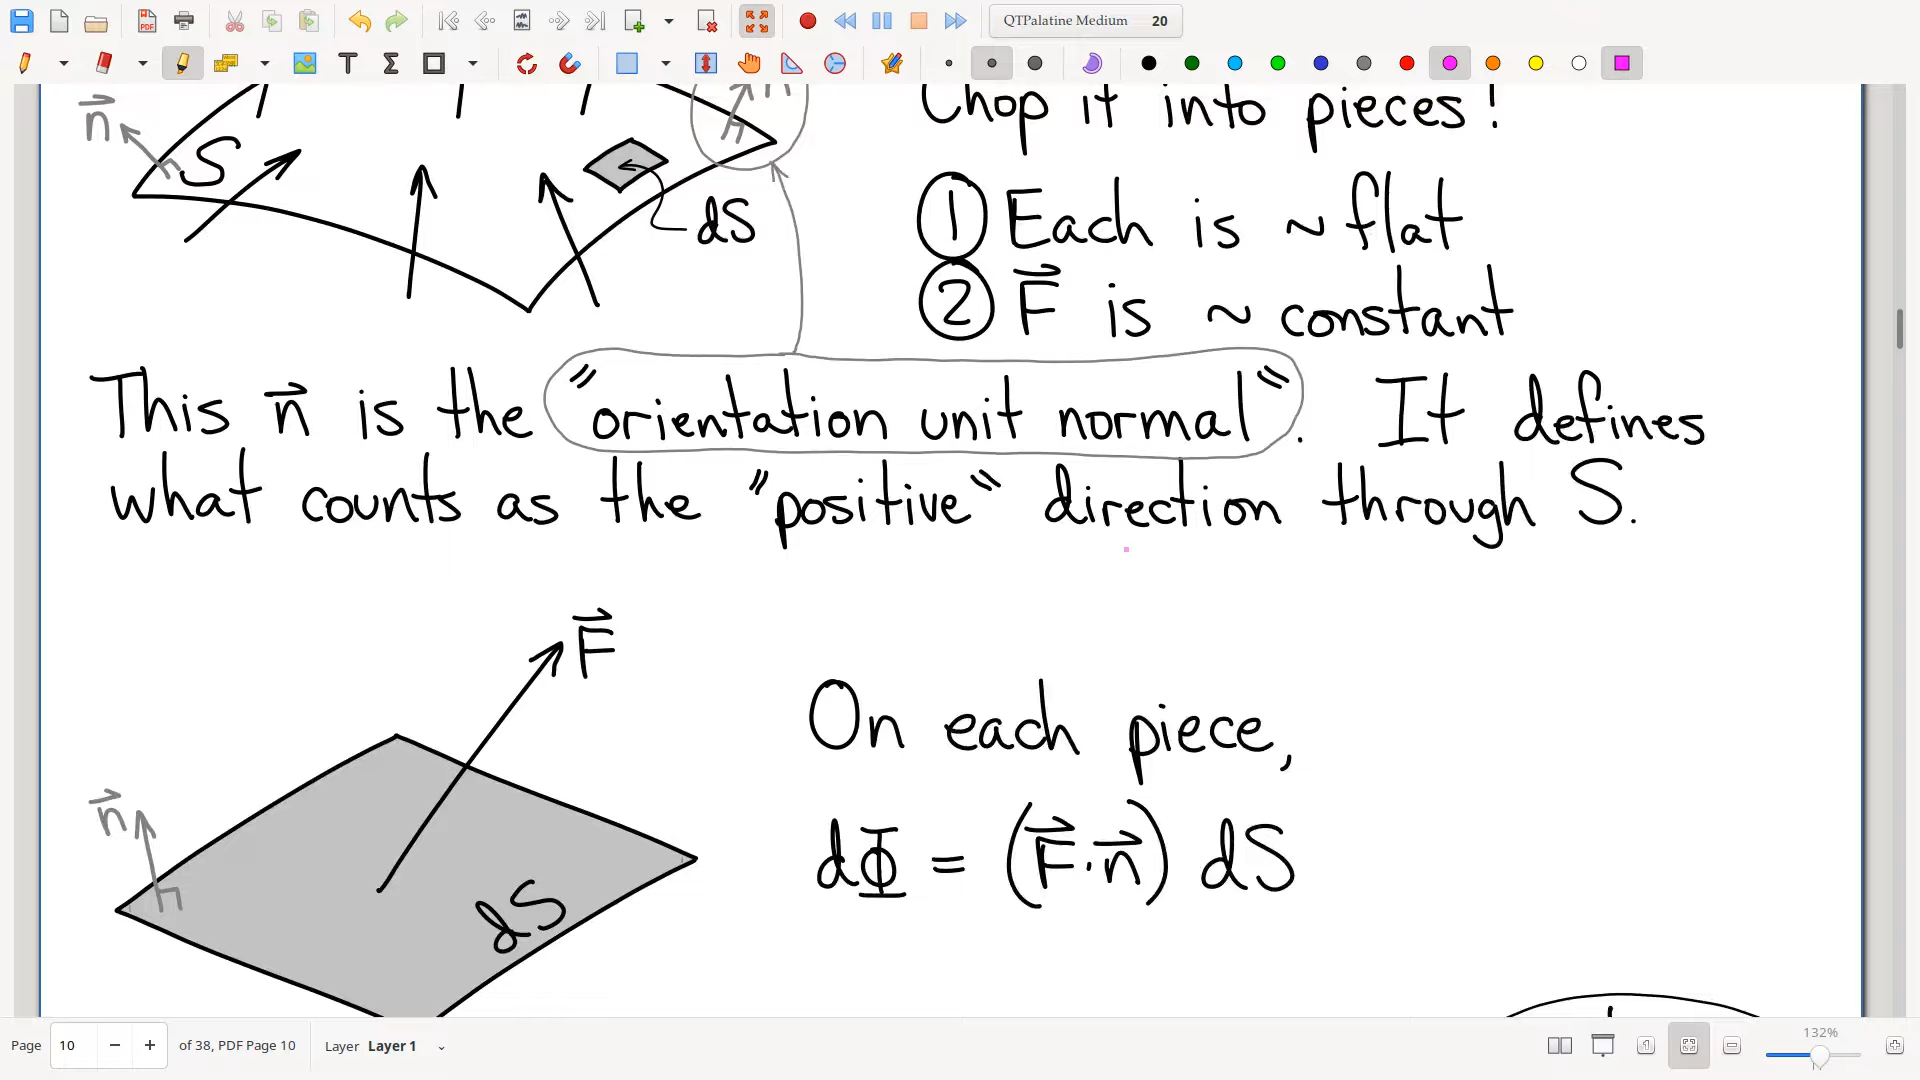 QTPalatine Medium 20
Chop it into pieces!
n⃗
S
n⃗
dS
① Each is ~ flat
② F⃗ is ~ constant
This n⃗ is the "orientation unit normal". It defines
what counts as the "positive" direction through S.
F⃗
On each piece,
n⃗
dΦ = (F⃗·n⃗) dS
dS
132%
Page 10 of 38, PDF Page 10 Layer Layer 1